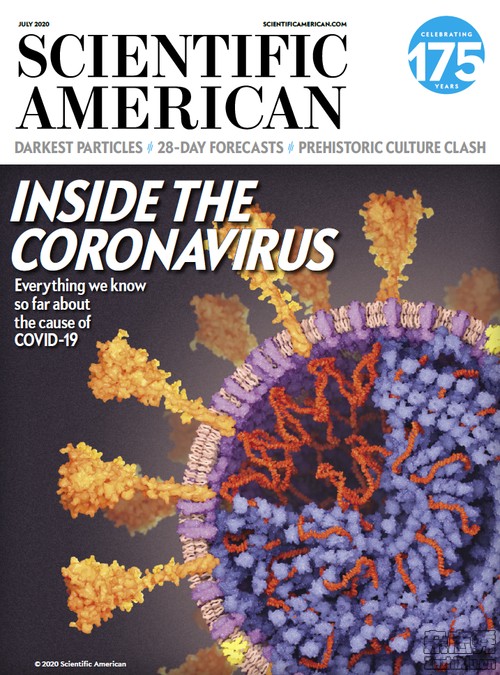 JULY 2020
SCIENTIFICAMERICAN.COM
SCIENTIFIC
AMERICAN
CELEBRATING
175
YEARS
DARKEST PARTICLES // 28-DAY FORECASTS // PREHISTORIC CULTURE CLASH
INSIDE THE
CORONAVIRUS
Everything we know
so far about
the cause of
COVID-19
© 2020 Scientific American